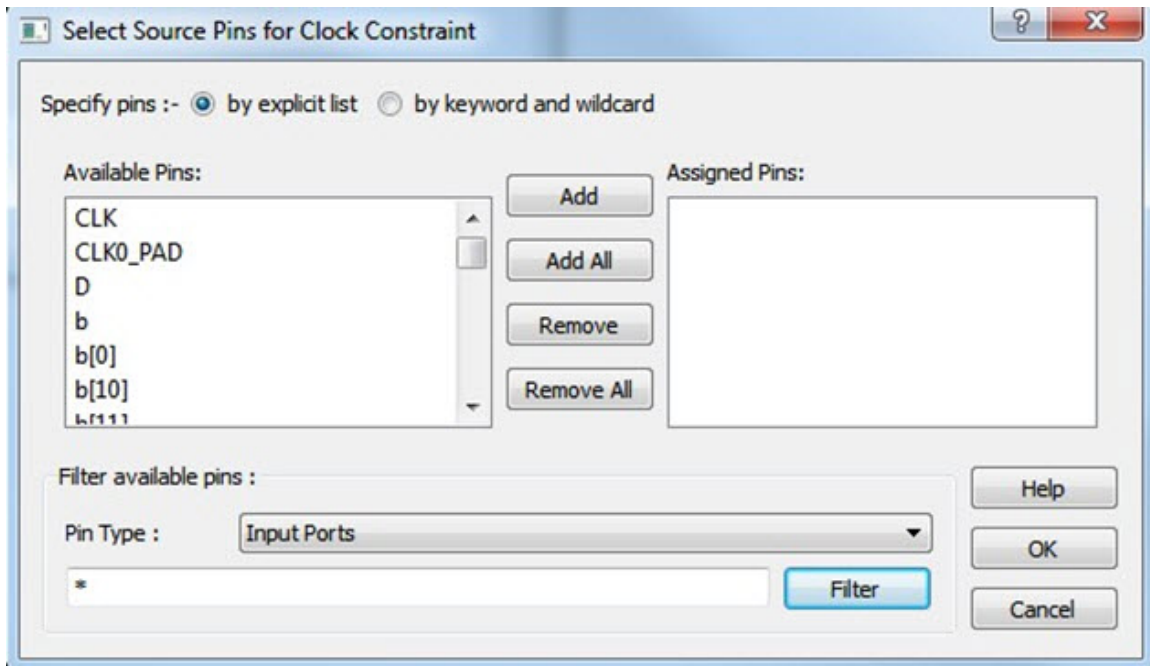 Select Source Pins for Clock Constraint
?
Specify pins :- by explicit list by keyword and wildcard
Available Pins:
CLK
CLK0_PAD
D
b
b[0]
b[10]
b[11]
Add
Add All
Remove
Remove All
Assigned Pins:
Filter available pins :
Pin Type : Input Ports
*
Filter
Help
OK
Cancel